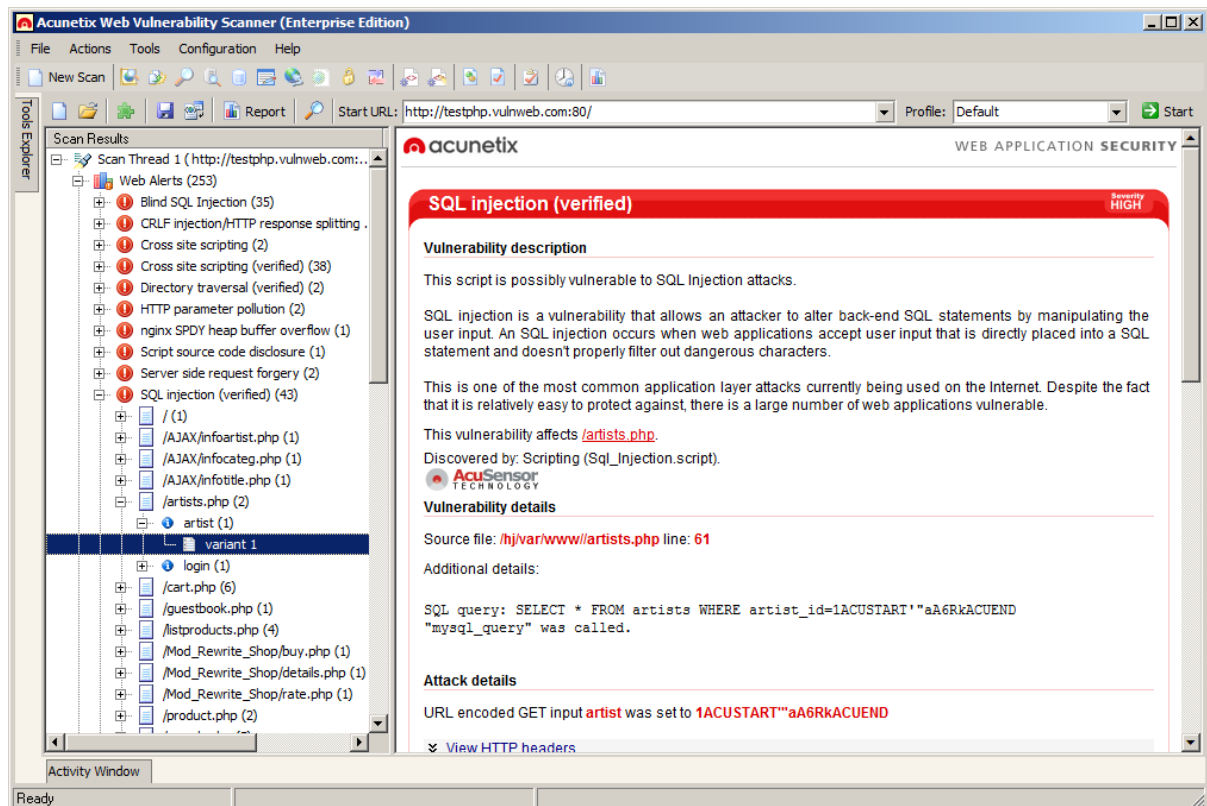 Acunetix Web Vulnerability Scanner (Enterprise Edition)
File Actions Tools Configuration Help
New Scan
Report Start URL: http://testphp.vulnweb.com:80/ Profile: Default Start
Tools Explorer
Scan Results
Scan Thread 1 ( http://testphp.vulnweb.com:..
Web Alerts (253)
Blind SQL Injection (35)
CRLF injection/HTTP response splitting .
Cross site scripting (2)
Cross site scripting (verified) (38)
Directory traversal (verified) (2)
HTTP parameter pollution (2)
nginx SPDY heap buffer overflow (1)
Script source code disclosure (1)
Server side request forgery (2)
SQL injection (verified) (43)
/ (1)
/AJAX/infoartist.php (1)
/AJAX/infocateg.php (1)
/AJAX/infotitle.php (1)
/artists.php (2)
artist (1)
variant 1
login (1)
/cart.php (6)
/guestbook.php (1)
/listproducts.php (4)
/Mod_Rewrite_Shop/buy.php (1)
/Mod_Rewrite_Shop/details.php (1)
/Mod_Rewrite_Shop/rate.php (1)
/product.php (2)
acunetix WEB APPLICATION SECURITY
SQL injection (verified) Severity HIGH
Vulnerability description
This script is possibly vulnerable to SQL Injection attacks.
SQL injection is a vulnerability that allows an attacker to alter back-end SQL statements by manipulating the
user input. An SQL injection occurs when web applications accept user input that is directly placed into a SQL
statement and doesn't properly filter out dangerous characters.
This is one of the most common application layer attacks currently being used on the Internet. Despite the fact
that it is relatively easy to protect against, there is a large number of web applications vulnerable.
This vulnerability affects /artists.php.
Discovered by: Scripting (Sql_Injection.script).
AcuSensor
TECHNOLOGY
Vulnerability details
Source file: /hj/var/www//artists.php line: 61
Additional details:
SQL query: SELECT * FROM artists WHERE artist_id=1ACUSTART'"aA6RkACUEND
"mysql_query" was called.
Attack details
URL encoded GET input artist was set to 1ACUSTART'"aA6RkACUEND
View HTTP headers
Activity Window
Ready